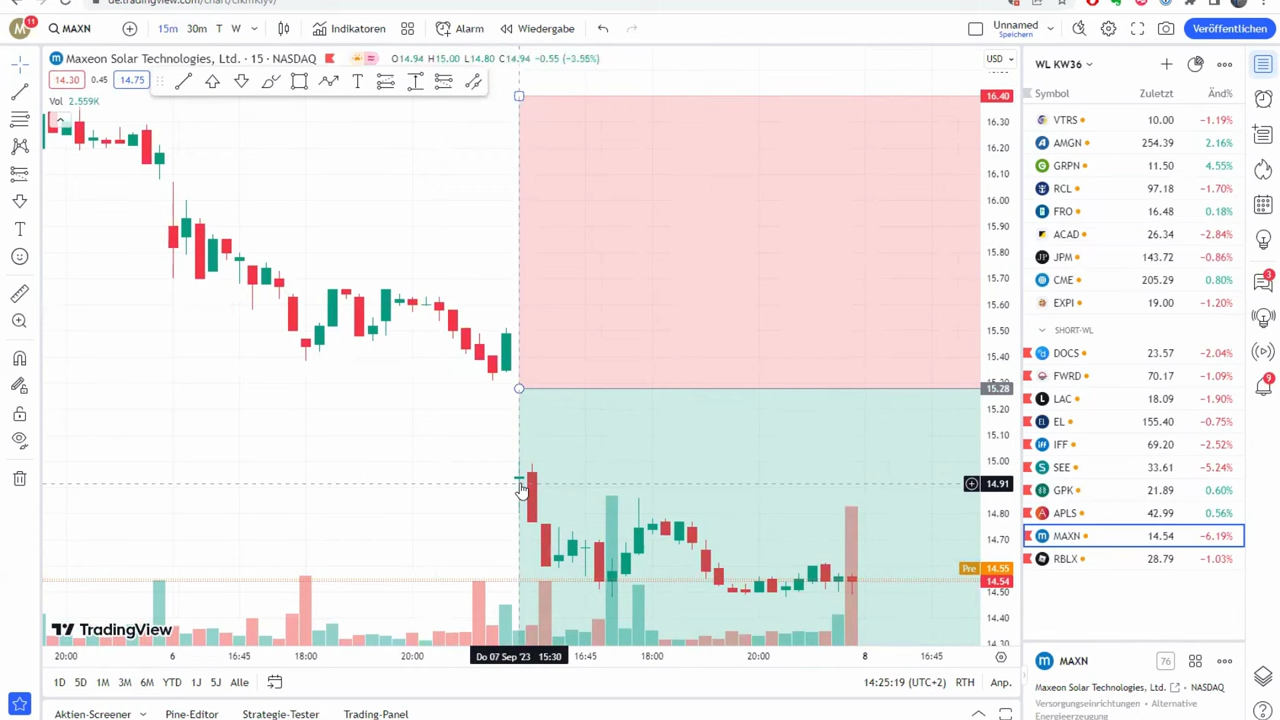 M 11 MAXN 15m 30m T W Indikatoren Alarm Wiedergabe Unnamed Speichern Veröffentlichen
Maxeon Solar Technologies, Ltd. · 15 · NASDAQ O14.94 H15.00 L14.80 C14.94 −0.55 (−3.55%)
USD
14.30 0.45 14.75
Vol 2.559K
16.40
16.30
16.20
16.10
16.00
15.90
15.80
15.70
15.60
15.50
15.40
15.28
15.20
15.10
15.00
14.91
14.80
14.70
Pre 14.55
14.54
14.50
14.30
TradingView
20:00 6 16:45 18:00 20:00 Do 07 Sep '23 15:30 16:45 18:00 20:00 8 16:45
1D 5D 1M 3M 6M YTD 1J 5J Alle 14:25:19 (UTC+2) RTH Anp.
Aktien-Screener Pine-Editor Strategie-Tester Trading-Panel
WL KW36
Symbol Zuletzt Änd%
VTRS 10.00 −1.19%
AMGN 254.39 2.16%
GRPN 11.50 4.55%
RCL 97.18 −1.70%
FRO 16.48 0.18%
ACAD 26.34 −2.84%
JPM 143.72 −0.86%
CME 205.29 0.80%
EXPI 19.00 −1.20%
SHORT-WL
DOCS 23.57 −2.04%
FWRD 70.17 −1.09%
LAC 18.09 −1.90%
EL 155.40 −0.75%
IFF 69.20 −2.52%
SEE 33.61 −5.24%
GPK 21.89 0.60%
APLS 42.99 0.56%
MAXN 14.54 −6.19%
RBLX 28.79 −1.03%
MAXN 76
Maxeon Solar Technologies, Ltd. NASDAQ
Versorgungseinrichtungen · Alternative
Energieerzeugung
3
9